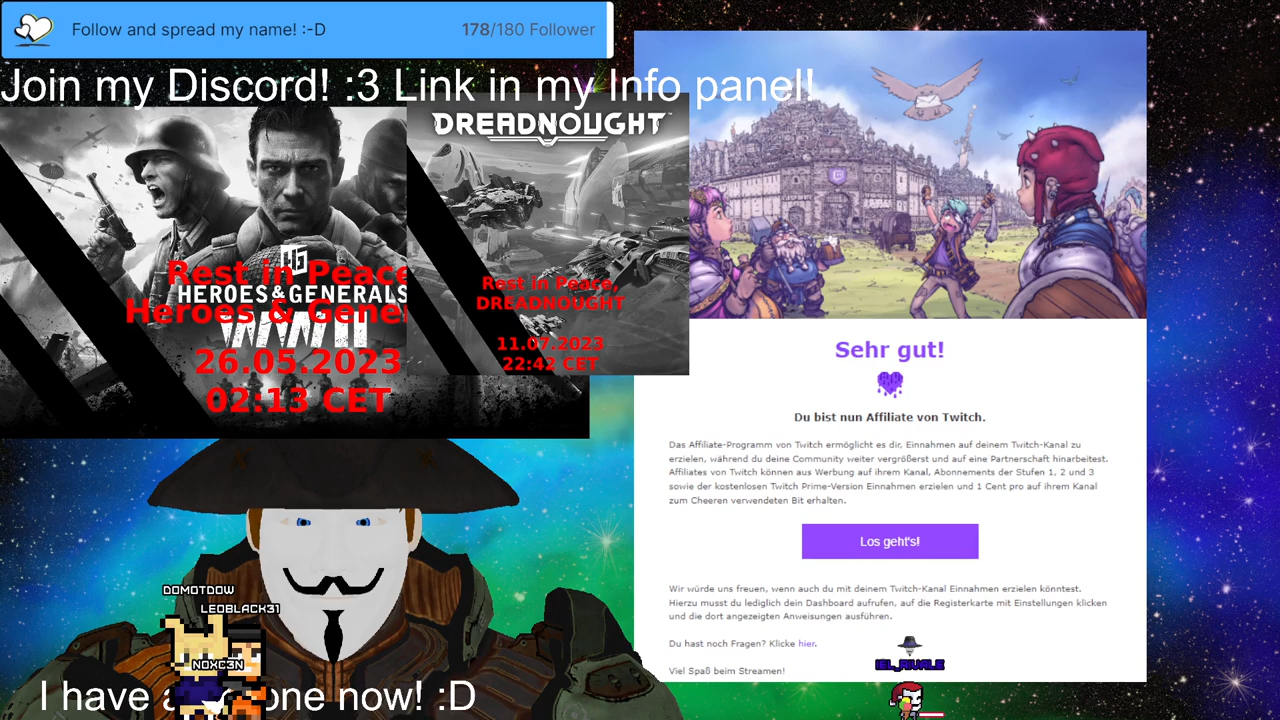 Follow and spread my name! :-D
178/180 Follower
Join my Discord! :3 Link in my Info panel!
DREADNOUGHT
Rest in Peace,
DREADNOUGHT
11.07.2023
22:42 CET
Rest in Peace
HEROES & GENERALS
Heroes & Gene
WWII
26.05.2023
02:13 CET
Sehr gut!
Du bist nun Affiliate von Twitch.
Das Affiliate-Programm von Twitch ermöglicht es dir, Einnahmen auf deinem Twitch-Kanal zu
erzielen, während du deine Community weiter vergrößerst und auf eine Partnerschaft hinarbeitest.
Affiliates von Twitch können aus Werbung auf ihrem Kanal, Abonnements der Stufen 1, 2 und 3
sowie der kostenlosen Twitch Prime-Version Einnahmen erzielen und 1 Cent pro auf ihrem Kanal
zum Cheeren verwendeten Bit erhalten.
Los geht's!
Wir würde uns freuen, wenn auch du mit deinem Twitch-Kanal Einnahmen erzielen könntest.
Hierzu musst du lediglich dein Dashboard aufrufen, auf die Registerkarte mit Einstellungen klicken
und die dort angezeigten Anweisungen ausführen.
Du hast noch Fragen? Klicke hier.
Viel Spaß beim Streamen!
DOMOTDOW
LEOBLACK31
NOXC3N
I have a one now! :D